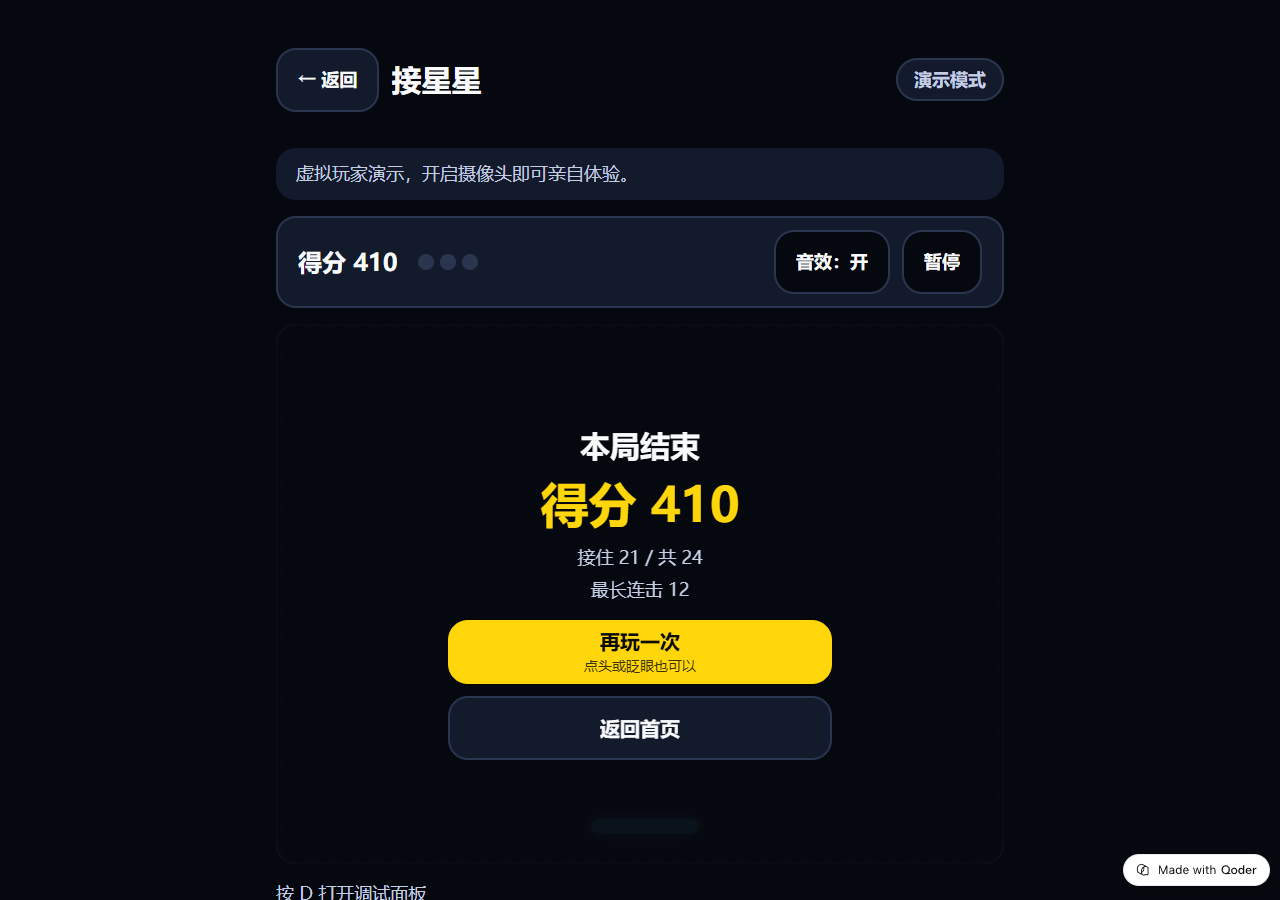 ← 返回
接星星
演示模式
虚拟玩家演示，开启摄像头即可亲自体验。
得分 410
音效：开
暂停
本局结束
得分 410
接住 21 / 共 24
最长连击 12
再玩一次
点头或眨眼也可以
返回首页
按 D 打开调试面板
Made with Qoder